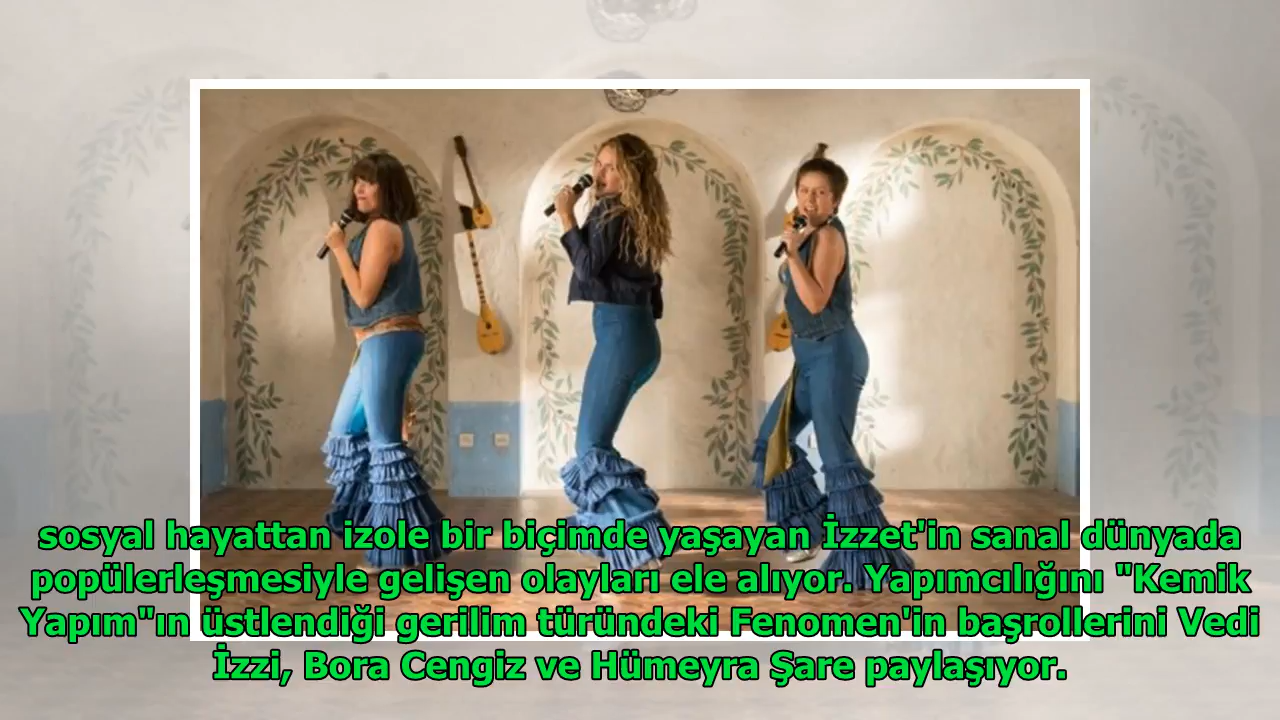 sosyal hayattan izole bir biçimde yaşayan İzzet'in sanal dünyada
popülerleşmesiyle gelişen olayları ele alıyor. Yapımcılığını "Kemik
Yapım"ın üstlendiği gerilim türündeki Fenomen'in başrollerini Vedi
İzzi, Bora Cengiz ve Hümeyra Şare paylaşıyor.